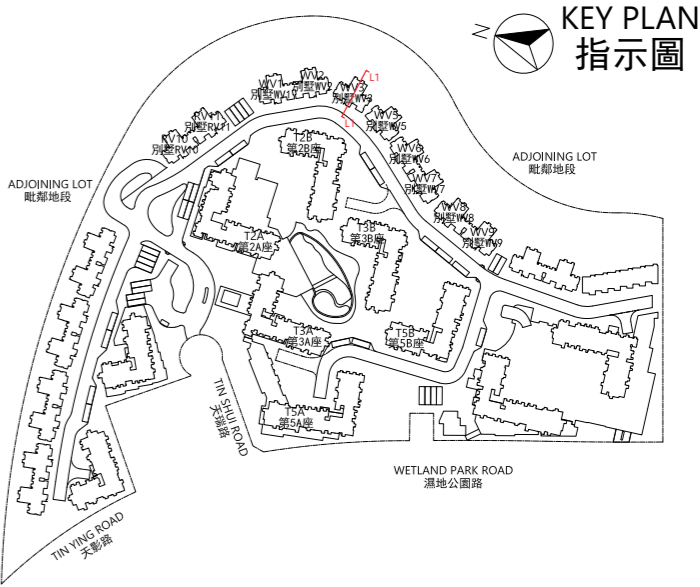 KEY PLAN
指示圖
N
L1
L1
WV1
別墅WV1
WV2
別墅WV2
WV3
別墅WV3
WV5
別墅WV5
WV6
別墅WV6
WV7
別墅WV7
WV8
別墅WV8
WV9
別墅WV9
RV11
別墅RV11
RV10
別墅RV10
ADJOINING LOT
毗鄰地段
ADJOINING LOT
毗鄰地段
T2B
第2B座
T2A
第2A座
T3B
第3B座
T3A
第3A座
T5B
第5B座
T5A
第5A座
TIN SHUI ROAD
天瑞路
WETLAND PARK ROAD
濕地公園路
TIN YING ROAD
天影路